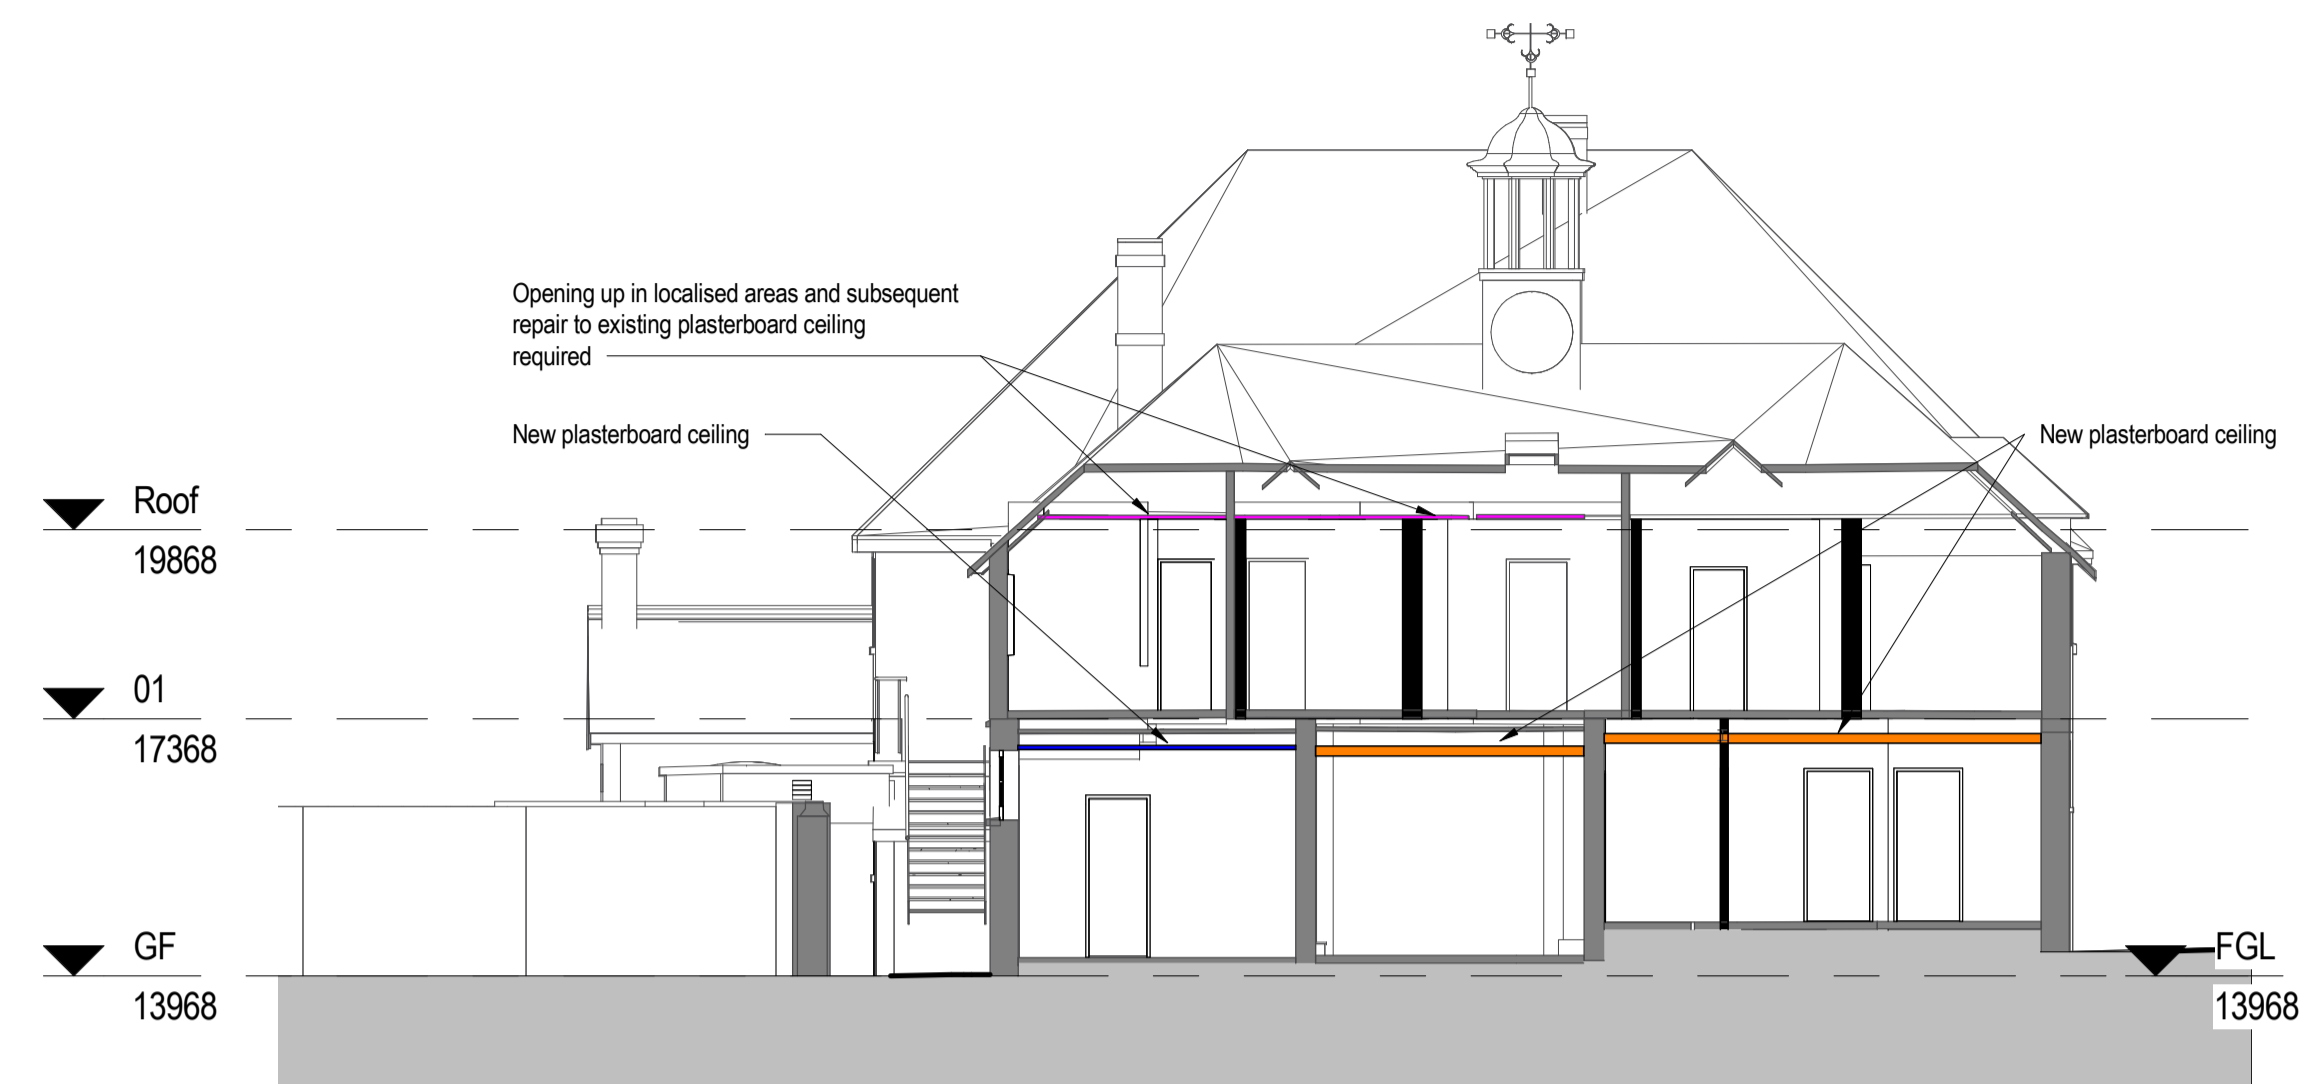 Opening up in localised areas and subsequent
repair to existing plasterboard ceiling
required
New plasterboard ceiling
New plasterboard ceiling
Roof
19868
01
17368
GF
13968
FGL
13968